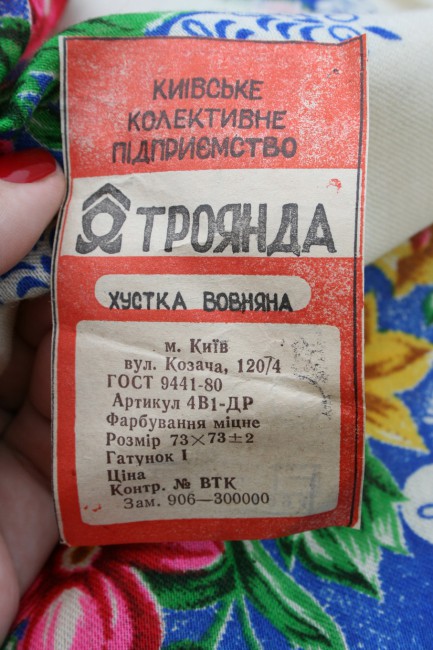 КИЇВСЬКЕ
КОЛЕКТИВНЕ
ПІДПРИЄМСТВО
ТРОЯНДА
ХУСТКА ВОВНЯНА
м. Київ
вул. Козача, 120/4
ГОСТ 9441-80
Артикул 4В1-ДР
Фарбування міцне
Розмір 73×73±2
Гатунок I
Ціна
Контр. № ВТК
Зам. 906—300000